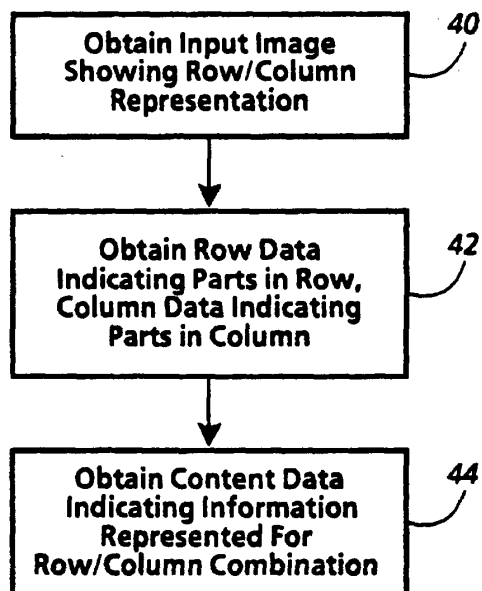 40
Obtain Input Image
Showing Row/Column
Representation
42
Obtain Row Data
Indicating Parts in Row,
Column Data Indicating
Parts in Column
44
Obtain Content Data
Indicating Information
Represented For
Row/Column Combination